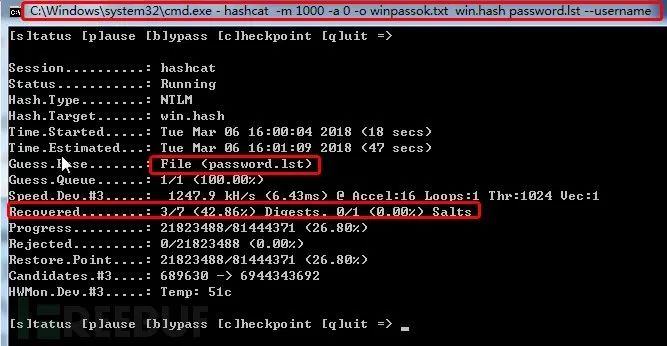 C:\Windows\system32\cmd.exe - hashcat -m 1000 -a 0 -o winpassok.txt win.hash password.lst --username
[s]tatus [p]ause [b]ypass [c]heckpoint [q]uit =>
Session..........: hashcat
Status...........: Running
Hash.Type........: NTLM
Hash.Target......: win.hash
Time.Started.....: Tue Mar 06 16:00:04 2018 (18 secs)
Time.Estimated...: Tue Mar 06 16:01:09 2018 (47 secs)
Guess.Base.......: File (password.lst)
Guess.Queue......: 1/1 (100.00%)
Speed.Dev.#3.....: 1247.9 kH/s (6.43ms) @ Accel:16 Loops:1 Thr:1024 Vec:1
Recovered........: 3/7 (42.86%) Digests, 0/1 (0.00%) Salts
Progress.........: 21823488/81444371 (26.80%)
Rejected.........: 0/21823488 (0.00%)
Restore.Point....: 21823488/81444371 (26.80%)
Candidates.#3....: 689630 -> 6944343692
HWMon.Dev.#3.....: Temp: 51c
[s]tatus [p]ause [b]ypass [c]heckpoint [q]uit => _
FREEBUF